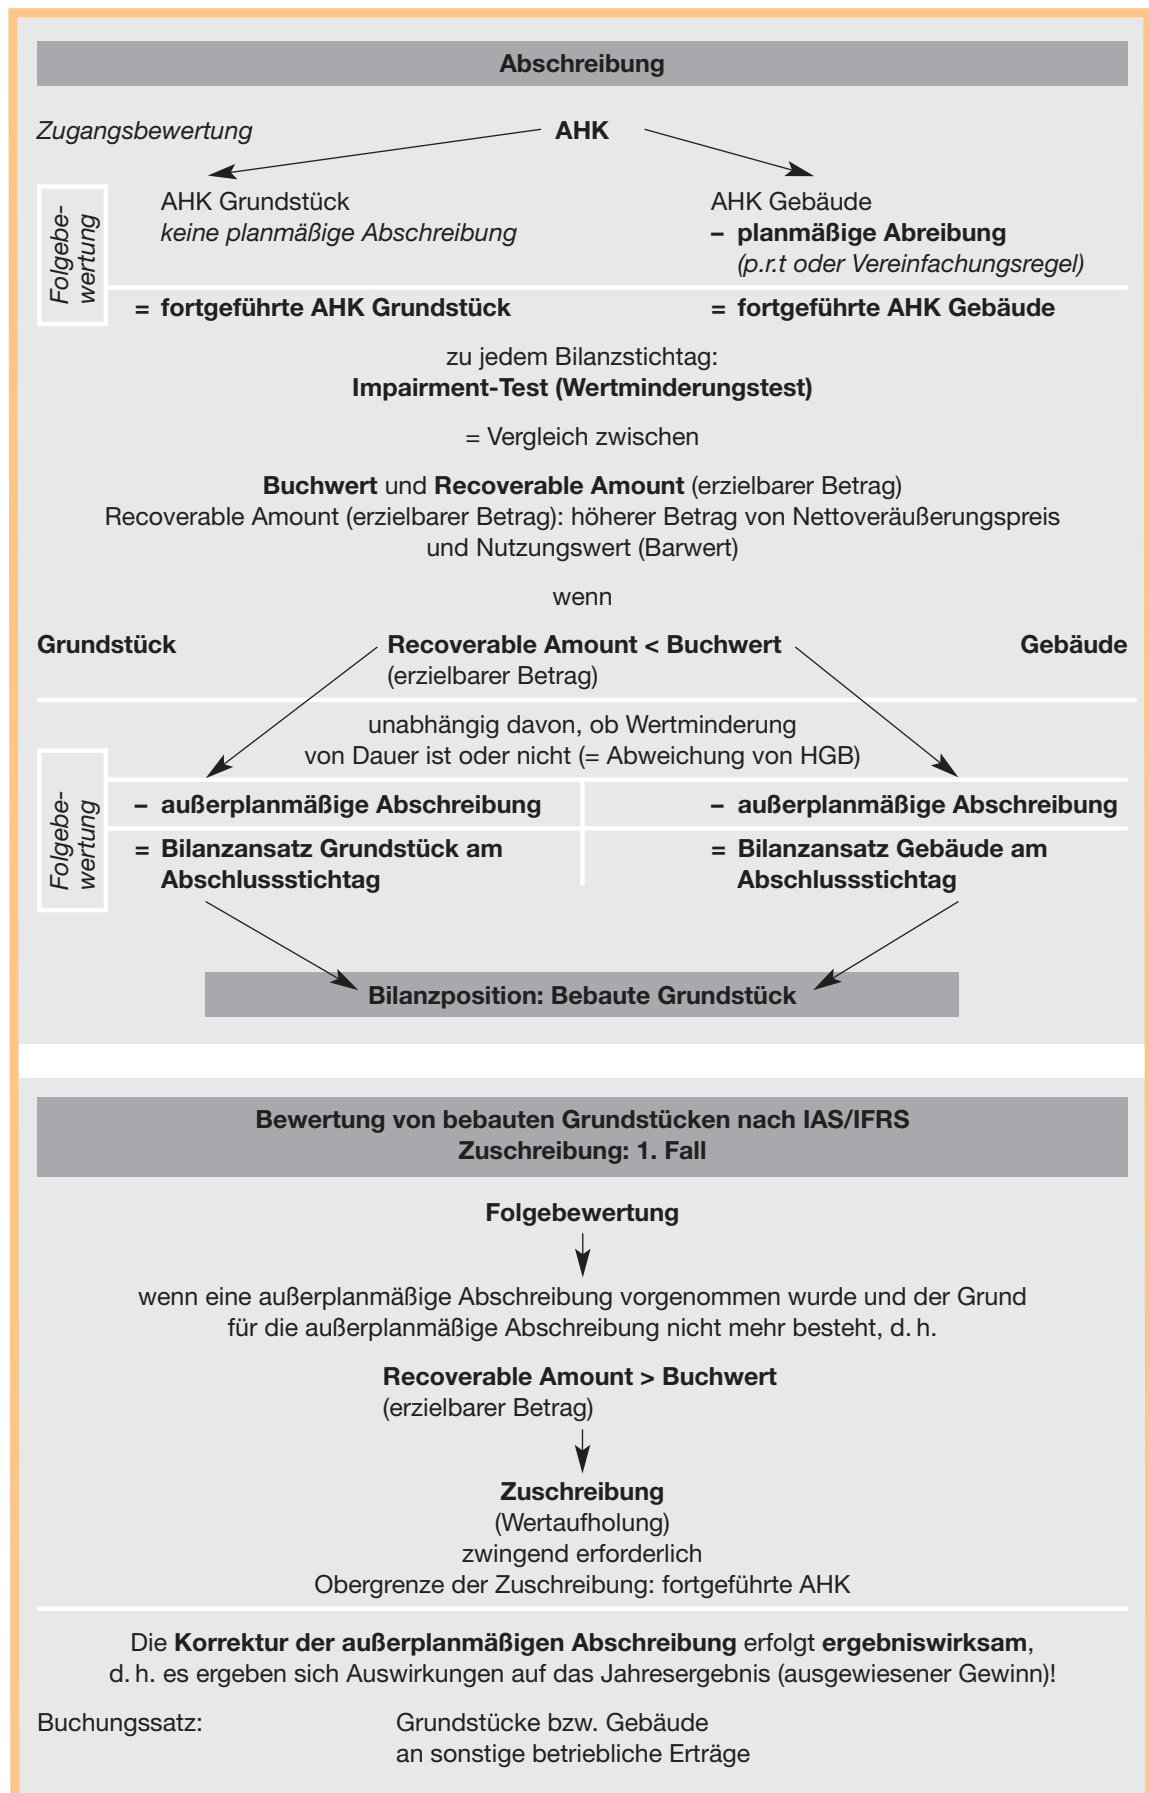 Abschreibung
Zugangsbewertung
AHK
Folgebe-
wertung
AHK Grundstück
keine planmäßige Abschreibung
AHK Gebäude
– planmäßige Abreibung
(p.r.t oder Vereinfachungsregel)
= fortgeführte AHK Grundstück
= fortgeführte AHK Gebäude
zu jedem Bilanzstichtag:
Impairment-Test (Wertminderungstest)
= Vergleich zwischen
Buchwert und Recoverable Amount (erzielbarer Betrag)
Recoverable Amount (erzielbarer Betrag): höherer Betrag von Nettoveräußerungspreis
und Nutzungswert (Barwert)
wenn
Grundstück
Recoverable Amount < Buchwert
(erzielbarer Betrag)
Gebäude
unabhängig davon, ob Wertminderung
von Dauer ist oder nicht (= Abweichung von HGB)
Folgebe-
wertung
– außerplanmäßige Abschreibung
– außerplanmäßige Abschreibung
= Bilanzansatz Grundstück am
Abschlussstichtag
= Bilanzansatz Gebäude am
Abschlussstichtag
Bilanzposition: Bebaute Grundstück
Bewertung von bebauten Grundstücken nach IAS/IFRS
Zuschreibung: 1. Fall
Folgebewertung
wenn eine außerplanmäßige Abschreibung vorgenommen wurde und der Grund
für die außerplanmäßige Abschreibung nicht mehr besteht, d. h.
Recoverable Amount > Buchwert
(erzielbarer Betrag)
Zuschreibung
(Wertaufholung)
zwingend erforderlich
Obergrenze der Zuschreibung: fortgeführte AHK
Die Korrektur der außerplanmäßigen Abschreibung erfolgt ergebniswirksam,
d. h. es ergeben sich Auswirkungen auf das Jahresergebnis (ausgewiesener Gewinn)!
Buchungssatz:
Grundstücke bzw. Gebäude
an sonstige betriebliche Erträge